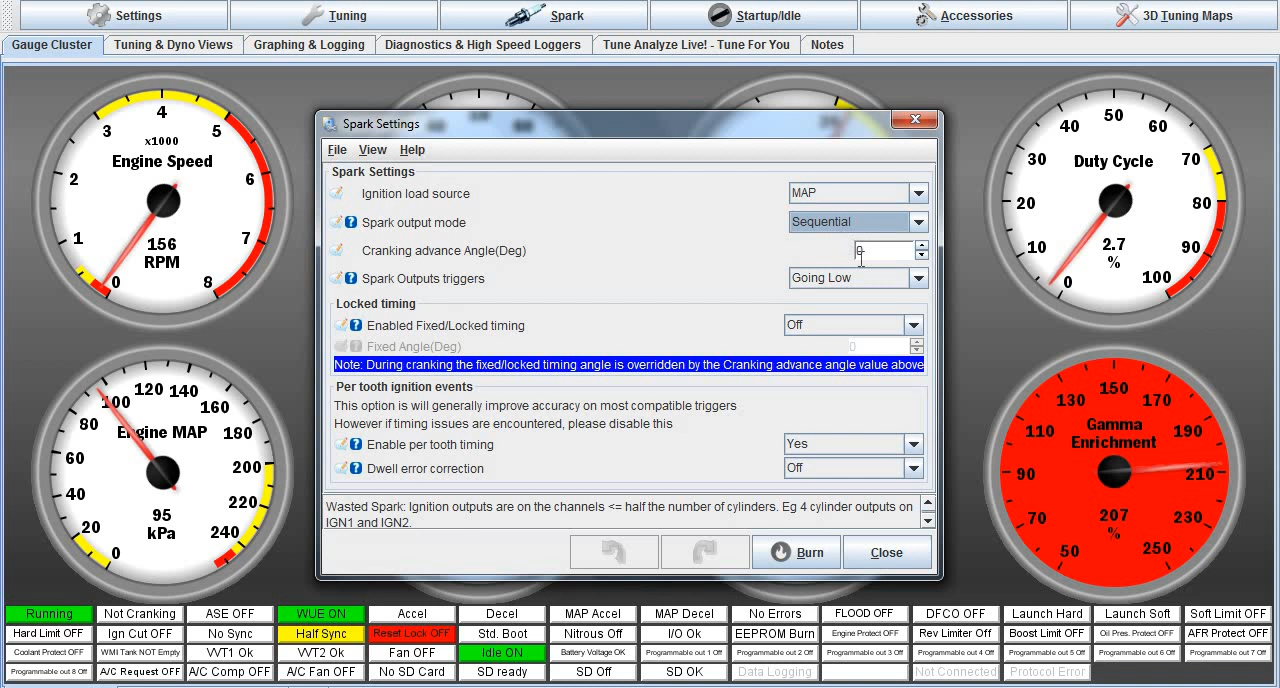 Settings Tuning Spark Startup/Idle Accessories 3D Tuning Maps
Gauge Cluster Tuning & Dyno Views Graphing & Logging Diagnostics & High Speed Loggers Tune Analyze Live! - Tune For You Notes
0 1 2 3 4 5 6 7 8
x1000
Engine Speed
156
RPM
0 10 20 30 40 50 60 70 80 90 100
Duty Cycle
2.7
%
0 20 40 60 80 100 120 140 160 180 200 220 240
Engine MAP
95
kPa
50 70 90 110 130 150 170 190 210 230 250
Gamma
Enrichment
207
%
Spark Settings
File View Help
Spark Settings
Ignition load source MAP
Spark output mode Sequential
Cranking advance Angle(Deg) 0
Spark Outputs triggers Going Low
Locked timing
Enabled Fixed/Locked timing Off
Fixed Angle(Deg) 0
Note: During cranking the fixed/locked timing angle is overridden by the Cranking advance angle value above
Per tooth ignition events
This option is will generally improve accuracy on most compatible triggers
However if timing issues are encountered, please disable this
Enable per tooth timing Yes
Dwell error correction Off
Wasted Spark: Ignition outputs are on the channels <= half the number of cylinders. Eg 4 cylinder outputs on
IGN1 and IGN2.
Burn Close
Running Not Cranking ASE OFF WUE ON Accel Decel MAP Accel MAP Decel No Errors FLOOD OFF DFCO OFF Launch Hard Launch Soft Soft Limit OFF
Hard Limit OFF Ign Cut OFF No Sync Half Sync Reset Lock OFF Std. Boot Nitrous Off I/O Ok EEPROM Burn Engine Protect OFF Rev Limiter Off Boost Limit OFF Oil Pres. Protect OFF AFR Protect OFF
Coolant Protect OFF WMI Tank NOT Empty VVT1 Ok VVT2 Ok Fan OFF Idle ON Battery Voltage OK Programmable out 1 Off Programmable out 2 Off Programmable out 3 Off Programmable out 4 Off Programmable out 5 Off Programmable out 6 Off Programmable out 7 Off
Programmable out 8 Off A/C Request OFF A/C Comp OFF A/C Fan OFF No SD Card SD ready SD Off SD OK Data Logging Not Connected Protocol Error